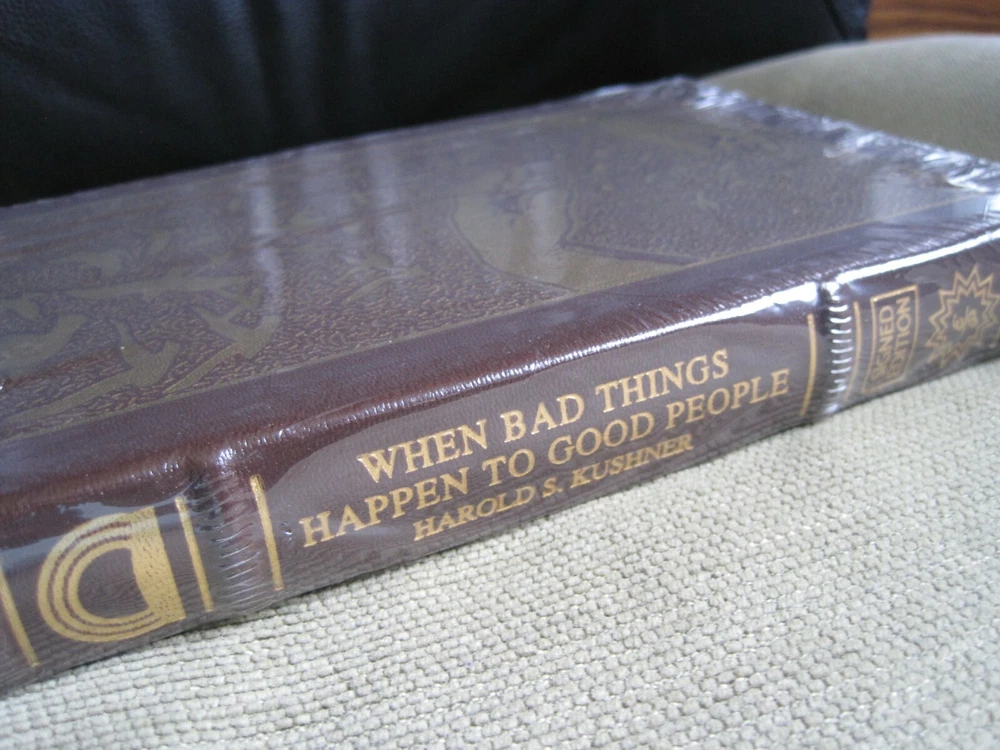 WHEN BAD THINGS
HAPPEN TO GOOD PEOPLE
HAROLD S. KUSHNER
SIGNED
EDITION